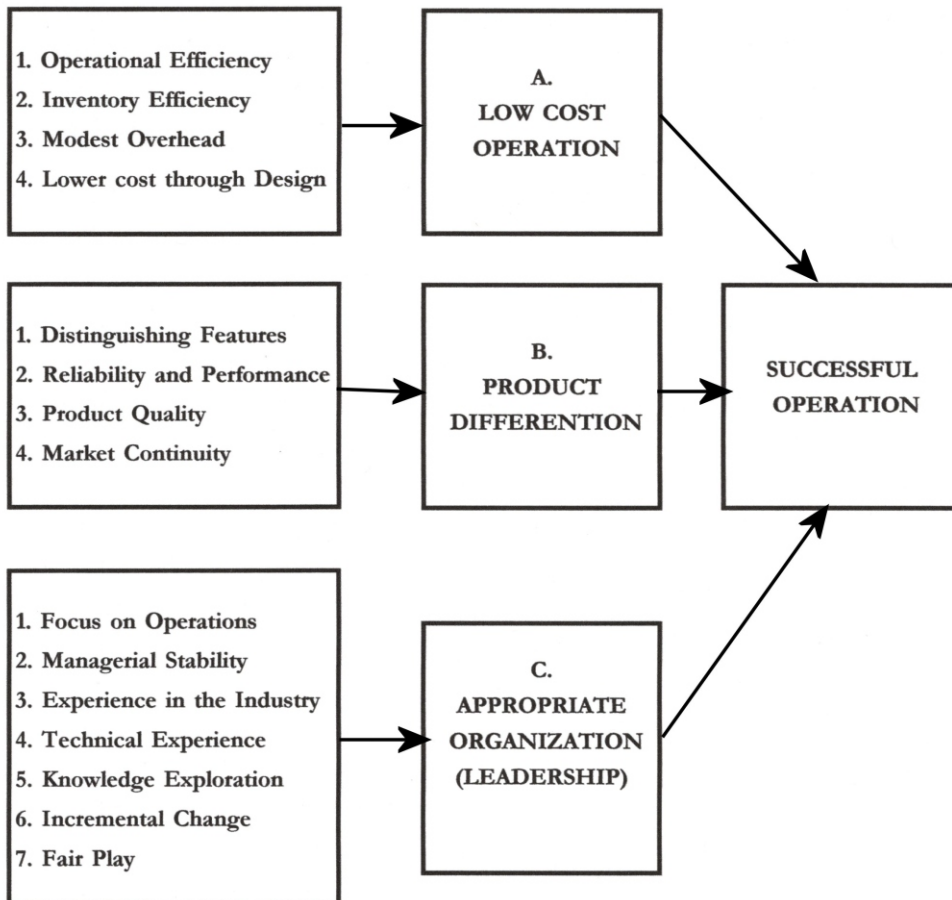 1. Operational Efficiency
2. Inventory Efficiency
3. Modest Overhead
4. Lower cost through Design
A.
LOW COST
OPERATION
1. Distinguishing Features
2. Reliability and Performance
3. Product Quality
4. Market Continuity
B.
PRODUCT
DIFFERENTION
SUCCESSFUL
OPERATION
1. Focus on Operations
2. Managerial Stability
3. Experience in the Industry
4. Technical Experience
5. Knowledge Exploration
6. Incremental Change
7. Fair Play
C.
APPROPRIATE
ORGANIZATION
(LEADERSHIP)